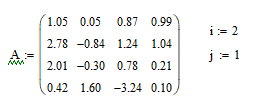 A := ( 1.05 0.05 0.87 0.99
2.78 −0.84 1.24 1.04
2.01 −0.30 0.78 0.21
0.42 1.60 −3.24 0.10 )
i := 2
j := 1